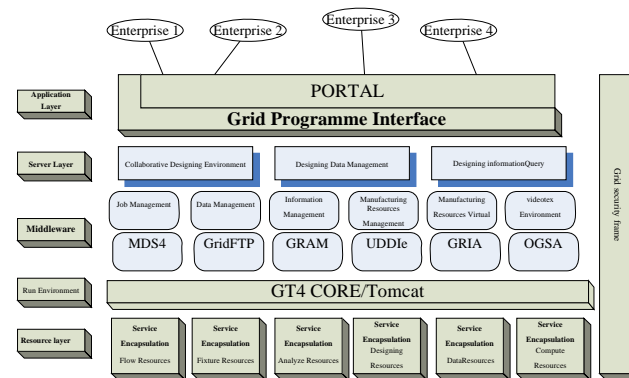 Enterprise 1
Enterprise 2
Enterprise 3
Enterprise 4
Application
Layer
PORTAL
Grid Programme Interface
Server Layer
Collaborative Designing Environment
Designing Data Management
Designing informationQuery
Middleware
Job Management
Data Management
Information
Management
Manufacturing
Resources
Management
Manufacturing
Resources Virtual
videotex
Environment
MDS4
GridFTP
GRAM
UDDIe
GRIA
OGSA
Run Environment
GT4 CORE/Tomcat
Resource layer
Service
Encapsulation
Flow Resources
Service
Encapsulation
Fixture Resources
Service
Encapsulation
Analyze Resources
Service
Encapsulation
Designing
Resources
Service
Encapsulation
DataResources
Service
Encapsulation
Compute
Resources
Grid security frame